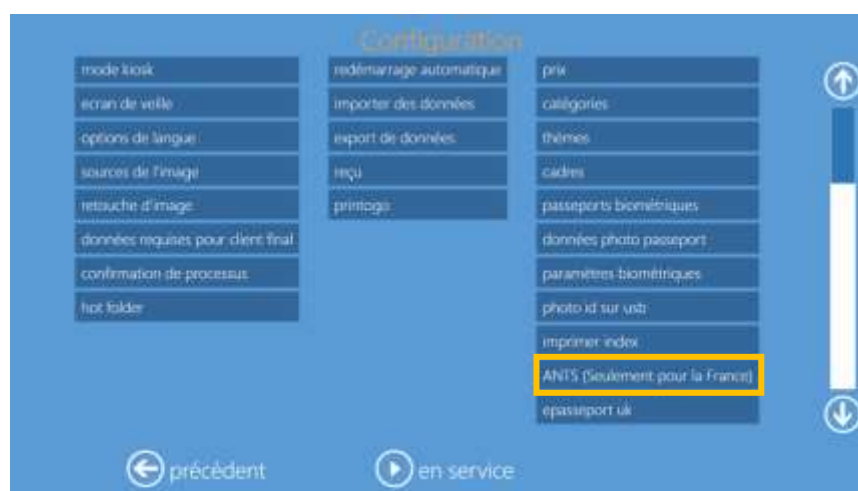 Configuration
mode kiosk
ecran de veille
options de langue
sources de l'image
retouche d'image
données requises pour client final
confirmation de processus
hot folder
redémarrage automatique
importer des données
export de données
reçu
printogo
prix
catégories
thèmes
cadres
passeports biométriques
données photo passeport
paramètres biométriques
photo id sur usb
imprimer index
ANTS (Seulement pour la France)
epasseport uk
précédent
en service